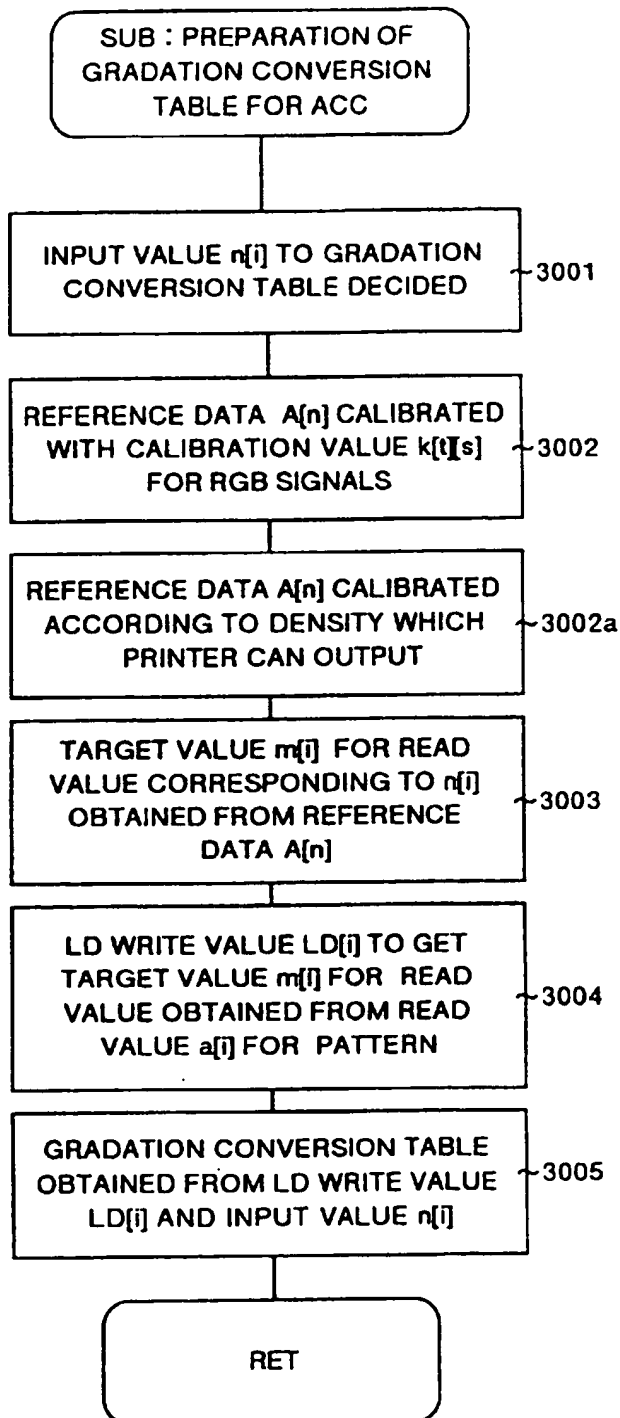 SUB : PREPARATION OF
GRADATION CONVERSION
TABLE FOR ACC
INPUT VALUE n[i] TO GRADATION
CONVERSION TABLE DECIDED
~3001
REFERENCE DATA A[n] CALIBRATED
WITH CALIBRATION VALUE k[t][s]
FOR RGB SIGNALS
~3002
REFERENCE DATA A[n] CALIBRATED
ACCORDING TO DENSITY WHICH
PRINTER CAN OUTPUT
~3002a
TARGET VALUE m[i] FOR READ
VALUE CORRESPONDING TO n[i]
OBTAINED FROM REFERENCE
DATA A[n]
~3003
LD WRITE VALUE LD[i] TO GET
TARGET VALUE m[i] FOR READ
VALUE OBTAINED FROM READ
VALUE a[i] FOR PATTERN
~3004
GRADATION CONVERSION TABLE
OBTAINED FROM LD WRITE VALUE
LD[i] AND INPUT VALUE n[i]
~3005
RET